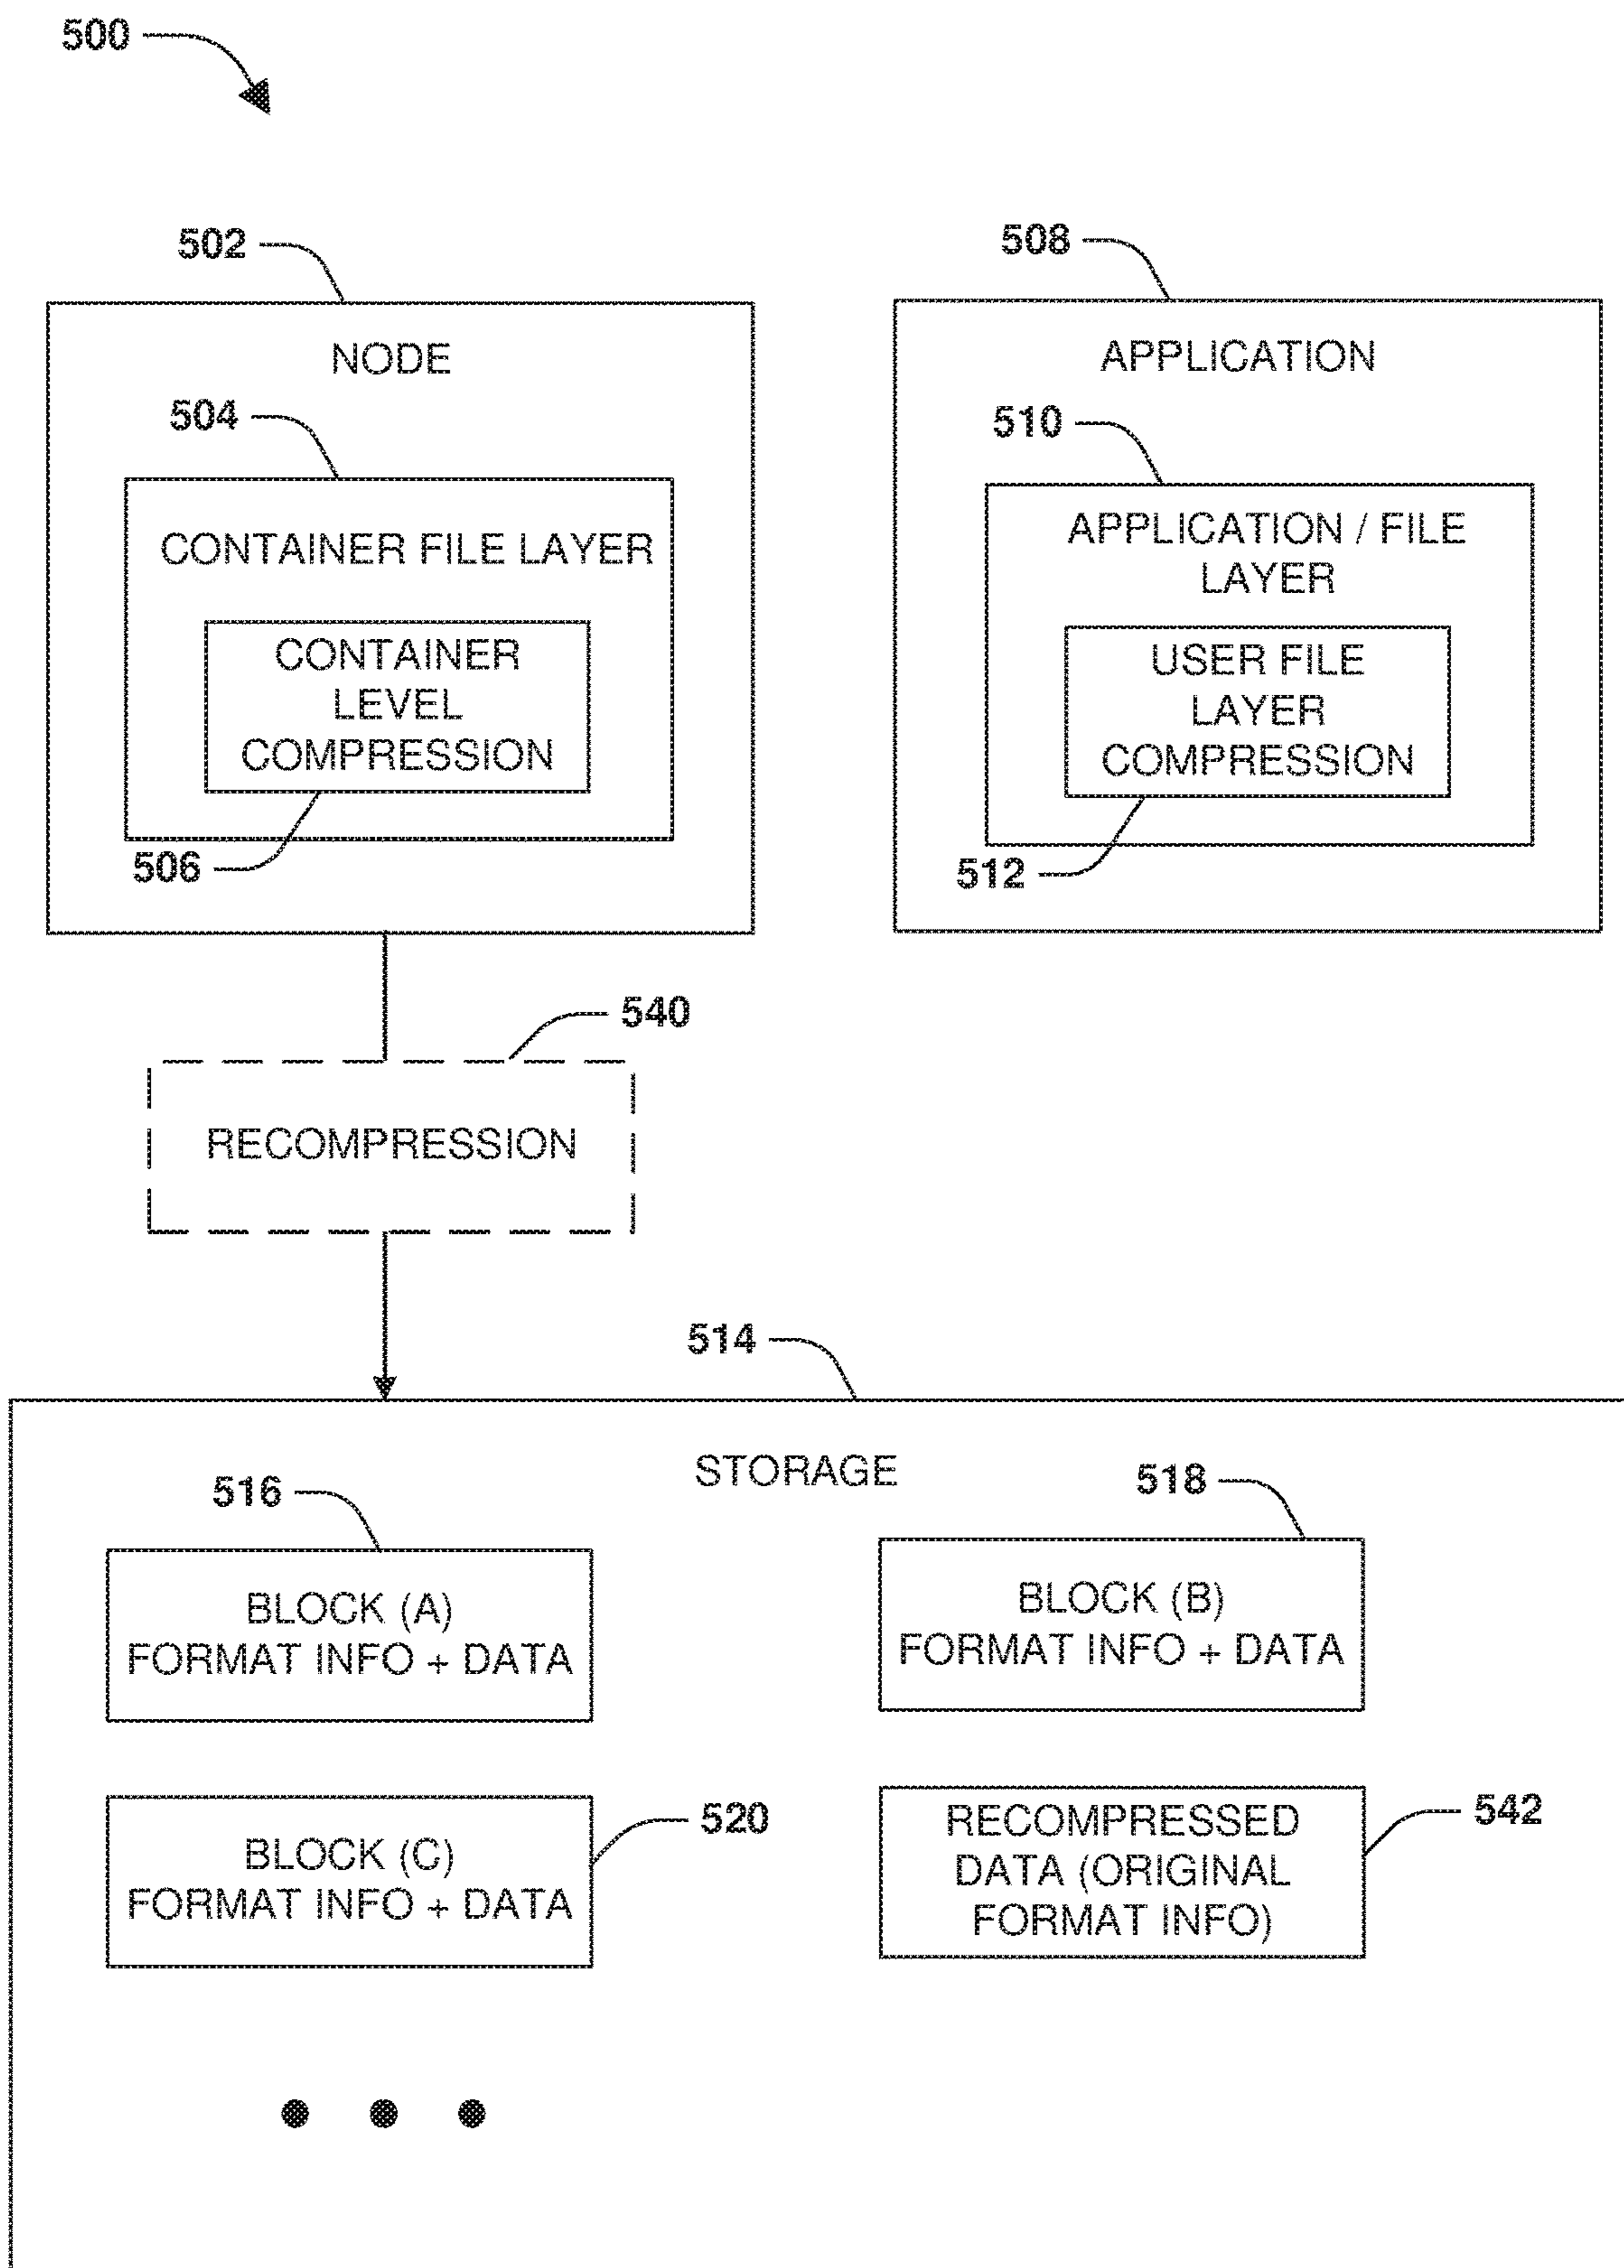 500
502
508
NODE
APPLICATION
504
510
CONTAINER FILE LAYER
APPLICATION / FILE
LAYER
CONTAINER
LEVEL
COMPRESSION
USER FILE
LAYER
COMPRESSION
506
512
540
RECOMPRESSION
514
STORAGE
516
518
BLOCK (A)
FORMAT INFO + DATA
BLOCK (B)
FORMAT INFO + DATA
520
542
BLOCK (C)
FORMAT INFO + DATA
RECOMPRESSED
DATA (ORIGINAL
FORMAT INFO)